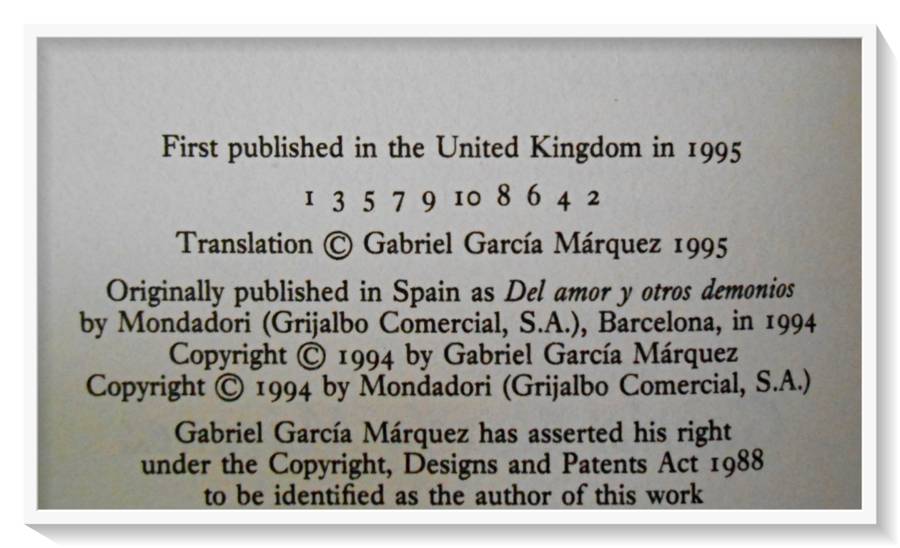 First published in the United Kingdom in 1995
1 3 5 7 9 10 8 6 4 2
Translation © Gabriel García Márquez 1995
Originally published in Spain as Del amor y otros demonios
by Mondadori (Grijalbo Comercial, S.A.), Barcelona, in 1994
Copyright © 1994 by Gabriel García Márquez
Copyright © 1994 by Mondadori (Grijalbo Comercial, S.A.)
Gabriel García Márquez has asserted his right
under the Copyright, Designs and Patents Act 1988
to be identified as the author of this work